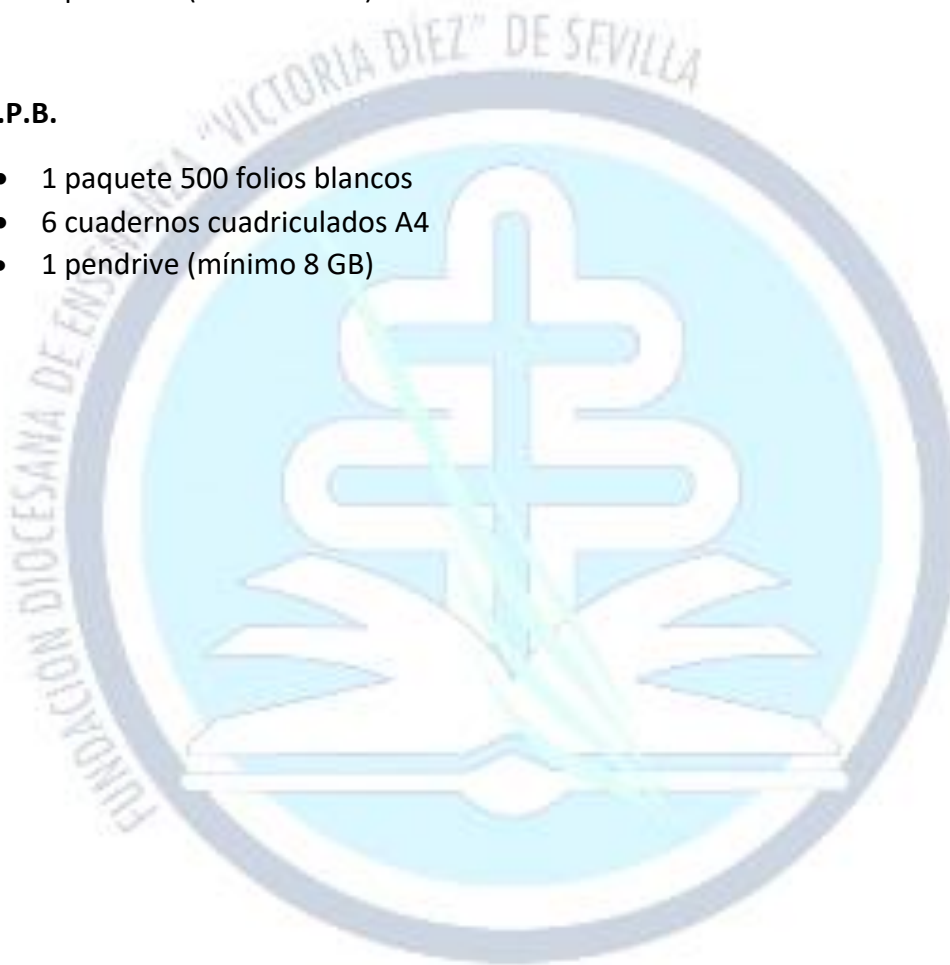 .P.B.
• 1 paquete 500 folios blancos
• 6 cuadernos cuadriculados A4
• 1 pendrive (mínimo 8 GB)
FUNDACIÓN DIOCESANA DE ENSEÑANZA "VICTORIA DÍEZ" DE SEVILLA